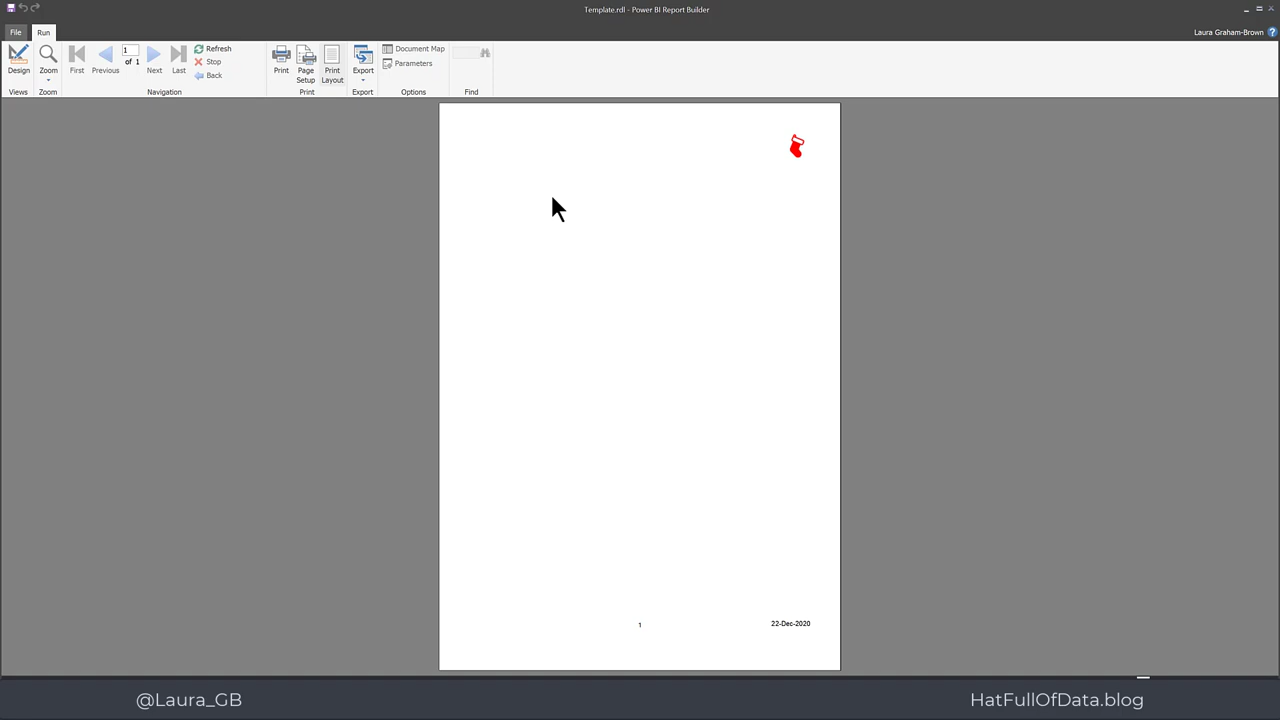 Template.rdl - Power BI Report Builder
File
Run
Laura Graham-Brown
Design
Zoom
First
Previous
1
of 1
Next
Last
Refresh
Stop
Back
Print
Page
Setup
Print
Layout
Export
Document Map
Parameters
Views
Zoom
Navigation
Print
Export
Options
Find
1
22-Dec-2020
@Laura_GB
HatFullOfData.blog